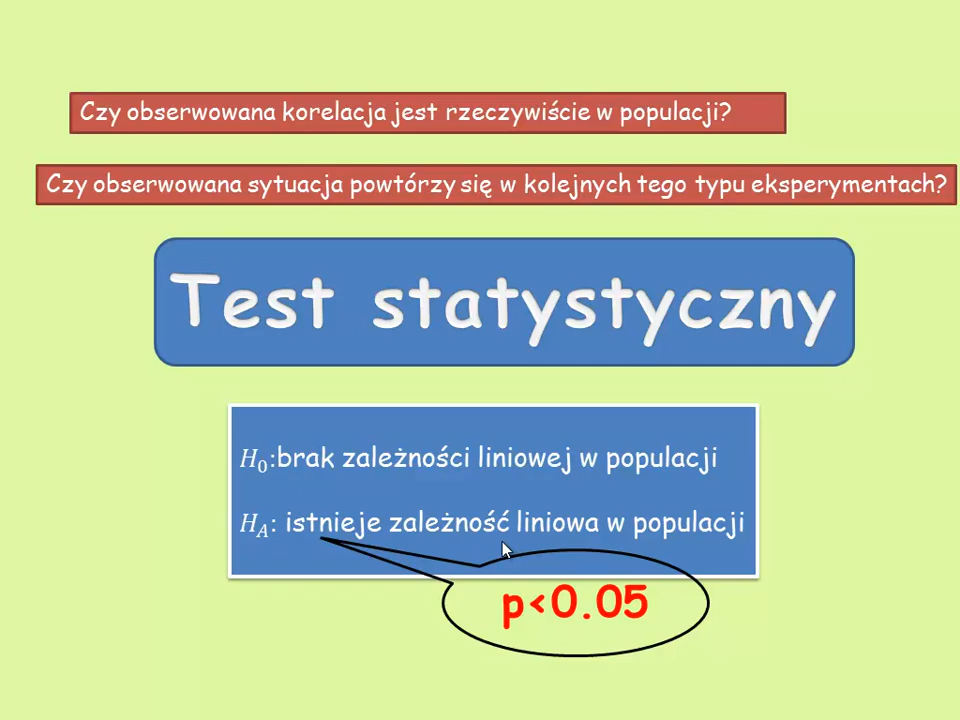 Czy obserwowana korelacja jest rzeczywiście w populacji?
Czy obserwowana sytuacja powtórzy się w kolejnych tego typu eksperymentach?
Test statystyczny
H₀:brak zależności liniowej w populacji
H_A: istnieje zależność liniowa w populacji
p<0.05